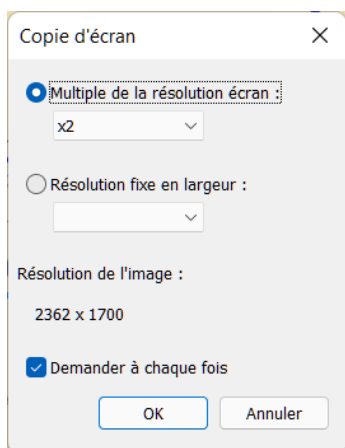 Copie d'écran
Multiple de la résolution écran :
x2
Résolution fixe en largeur :
Résolution de l'image :
2362 x 1700
Demander à chaque fois
OK
Annuler